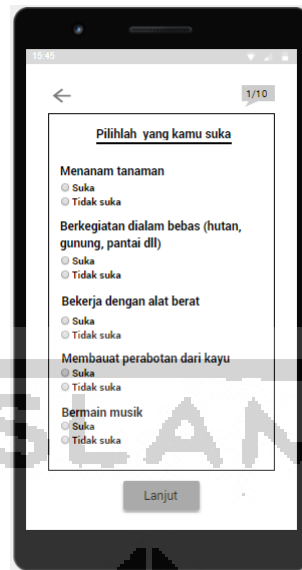 15:45
1/10
Pilihlah yang kamu suka
Menanam tanaman
Suka
Tidak suka
Berkegiatan dialam bebas (hutan,
gunung, pantai dll)
Suka
Tidak suka
Bekerja dengan alat berat
Suka
Tidak suka
Membauat perabotan dari kayu
Suka
Tidak suka
Bermain musik
Suka
Tidak suka
Lanjut